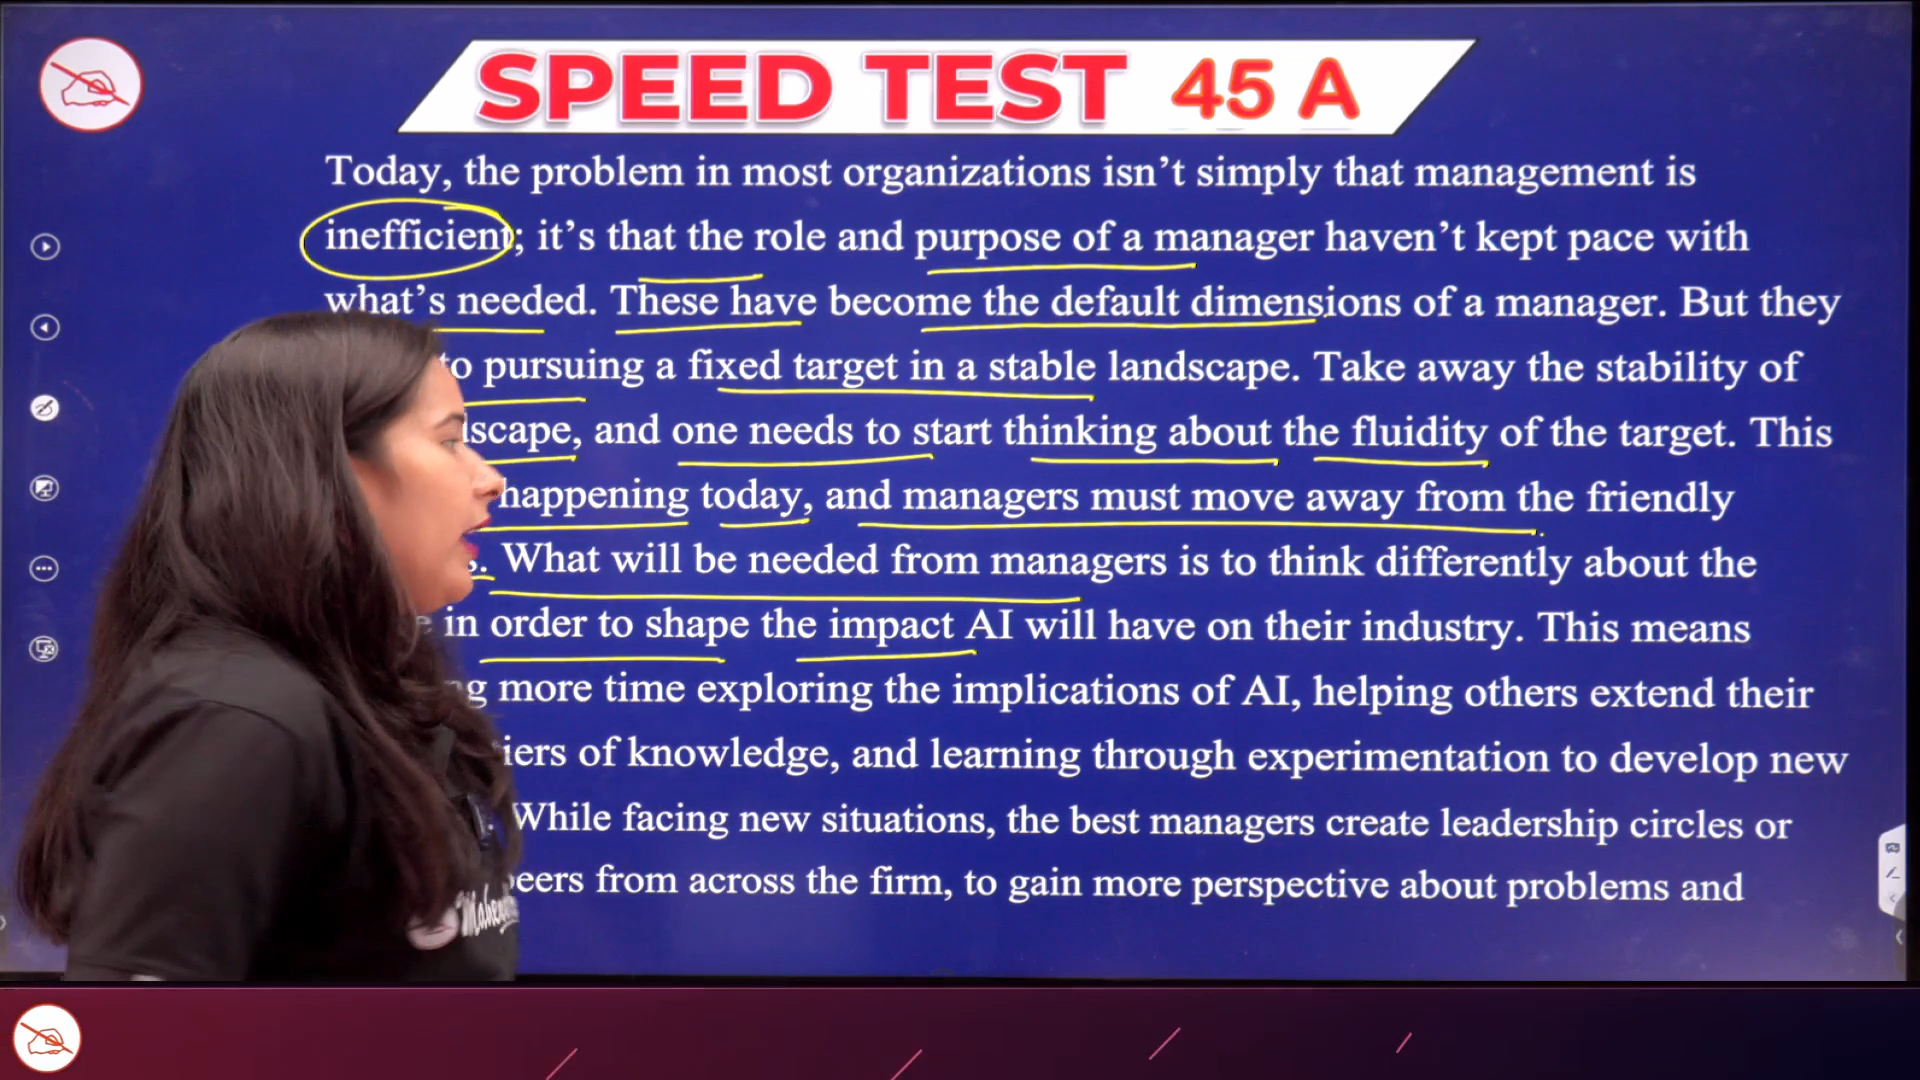 SPEED TEST 45 A
Today, the problem in most organizations isn’t simply that management is
inefficient; it’s that the role and purpose of a manager haven’t kept pace with
what’s needed. These have become the default dimensions of a manager. But they
to pursuing a fixed target in a stable landscape. Take away the stability of
and one needs to start thinking about the fluidity of the target. This
happening today, and managers must move away from the friendly
What will be needed from managers is to think differently about the
in order to shape the impact AI will have on their industry. This means
more time exploring the implications of AI, helping others extend their
of knowledge, and learning through experimentation to develop new
While facing new situations, the best managers create leadership circles or
from across the firm, to gain more perspective about problems and